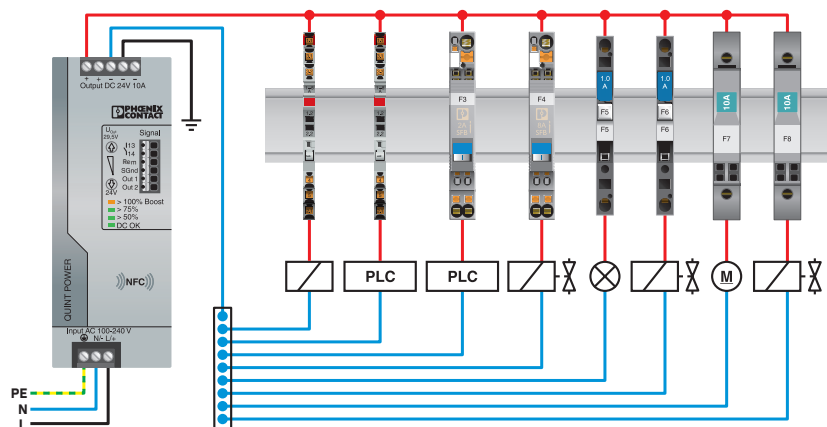 + + − − −
Output DC 24V 10A
PHŒNIX
CONTACT
UOut
29,5V
24V
Signal
13
14
Rem
SGnd
Out 1
Out 2
> 100% Boost
> 75%
> 50%
DC OK
QUINT POWER
NFC
Input AC 100-240 V
N/- L/+
PE
N
L
F3
F4
1.0
A
F5
F5
1.0
A
F6
F6
10A
F7
10A
F8
PLC
PLC
M